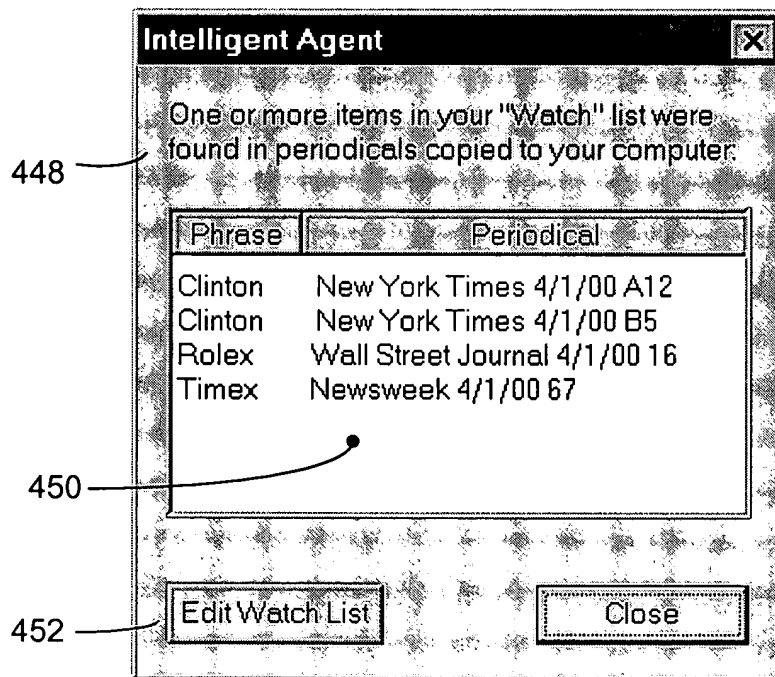 Intelligent Agent
One or more items in your "Watch" list were
found in periodicals copied to your computer:
448
Phrase Periodical
Clinton New York Times 4/1/00 A12
Clinton New York Times 4/1/00 B5
Rolex Wall Street Journal 4/1/00 16
Timex Newsweek 4/1/00 67
450
Edit Watch List Close
452